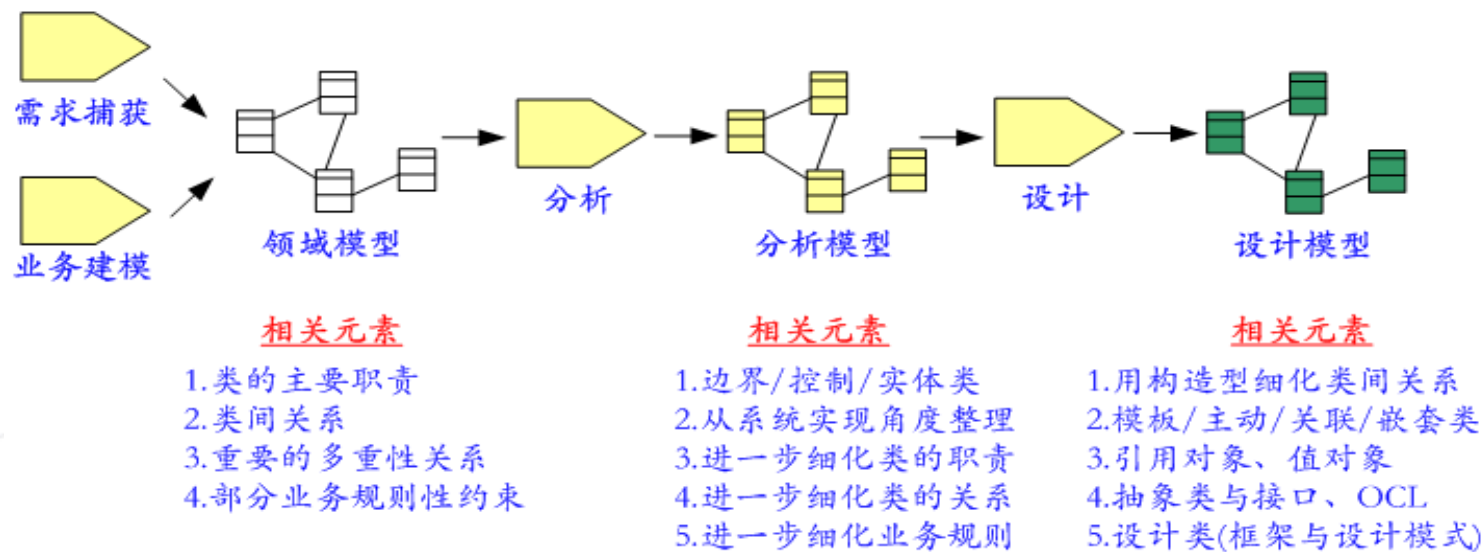 需求捕获
业务建模
领域模型
分析
分析模型
设计
设计模型
相关元素
1.类的主要职责
2.类间关系
3.重要的多重性关系
4.部分业务规则性约束
相关元素
1.边界/控制/实体类
2.从系统实现角度整理
3.进一步细化类的职责
4.进一步细化类的关系
5.进一步细化业务规则
相关元素
1.用构造型细化类间关系
2.模板/主动/关联/嵌套类
3.引用对象、值对象
4.抽象类与接口、OCL
5.设计类(框架与设计模式)